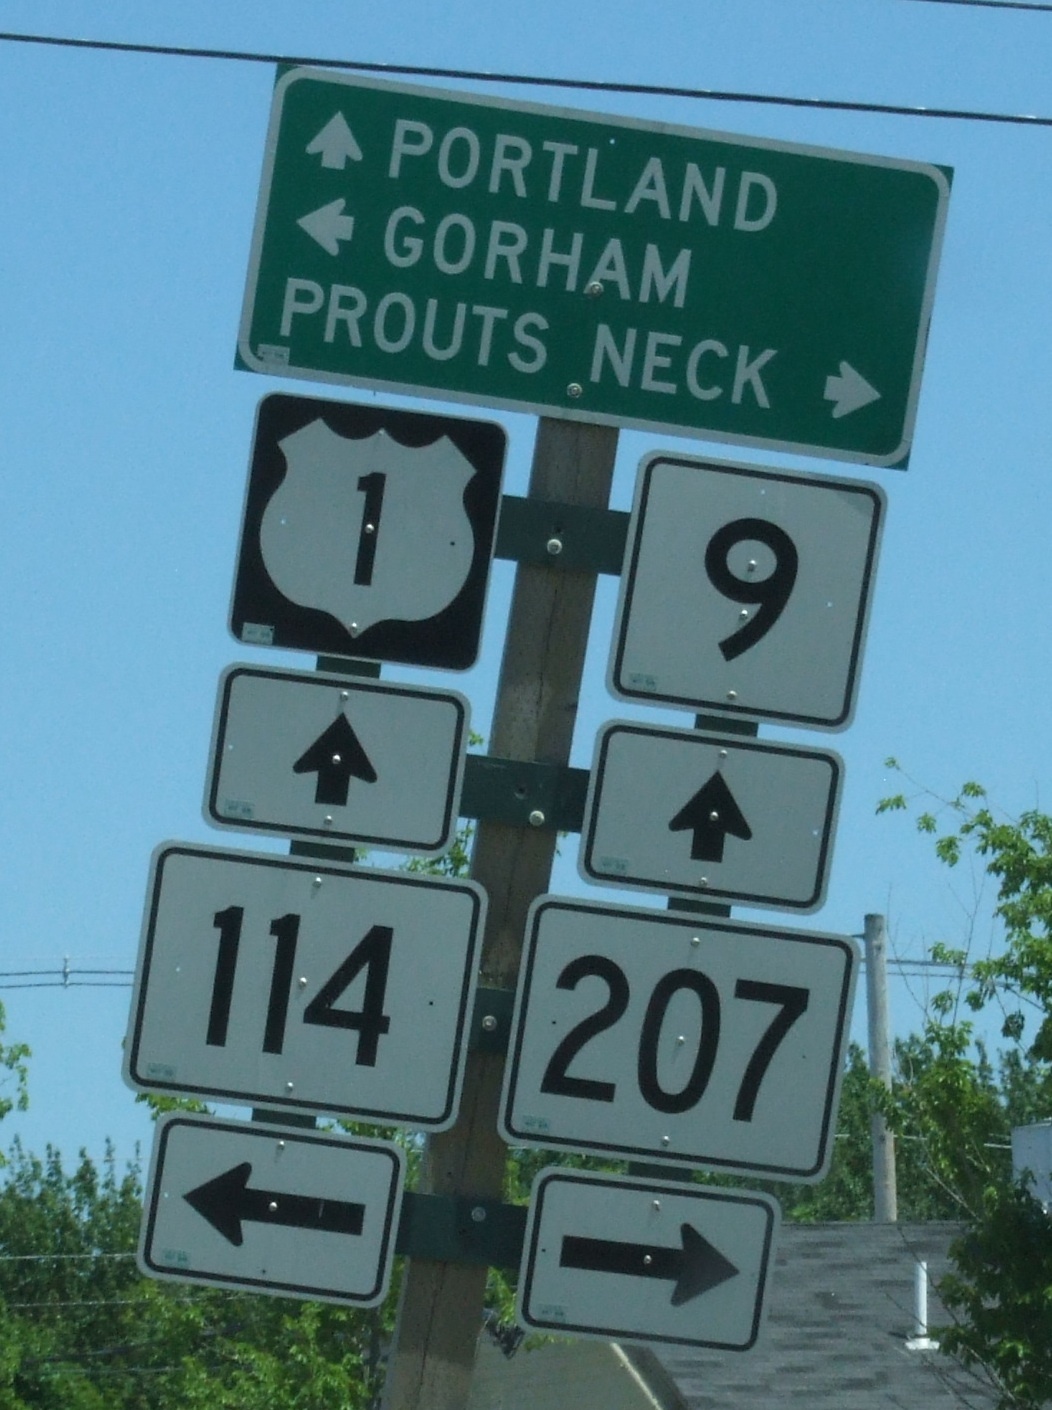 PORTLAND
GORHAM
PROUTS NECK
1
9
114
207